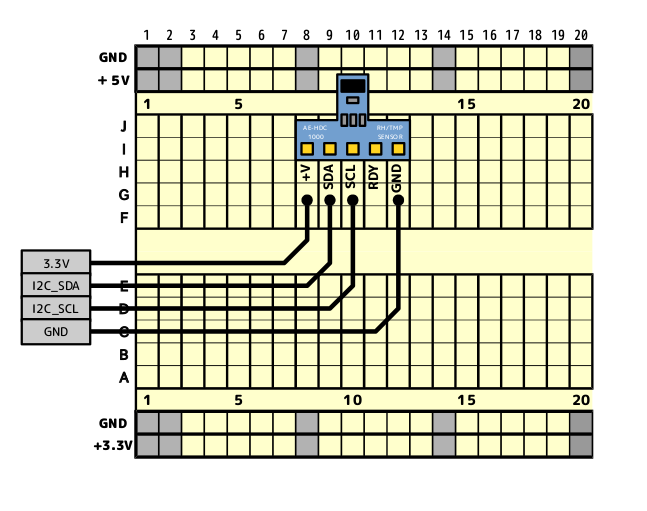 1 2 3 4 5 6 7 8 9 10 11 12 13 14 15 16 17 18 19 20
GND
+ 5V
1 5 15 20
J
AE-HDC RH/TMP
I
1000 SENSOR
H
+V SDA SCL RDY GND
G
F
3.3V
I2C_SDA
E
I2C_SCL
D
GND
C
B
A
1 5 10 15 20
GND
+3.3V